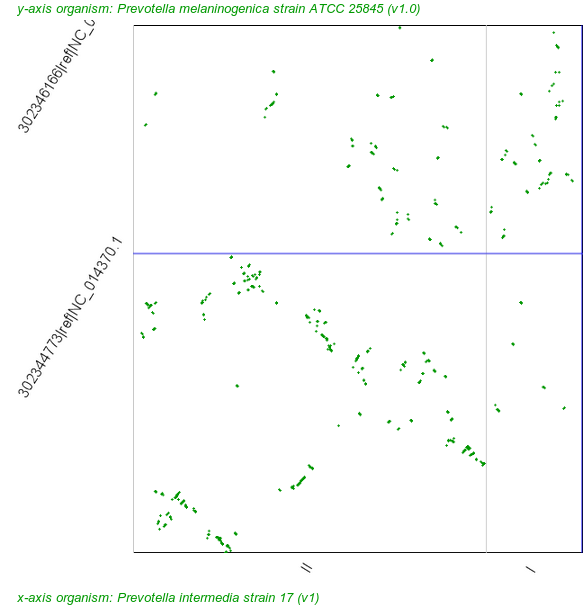 y-axis organism: Prevotella melaninogenica strain ATCC 25845 (v1.0)
302346166|ref|NC_0
302344773|ref|NC_014370.1
II
I
x-axis organism: Prevotella intermedia strain 17 (v1)